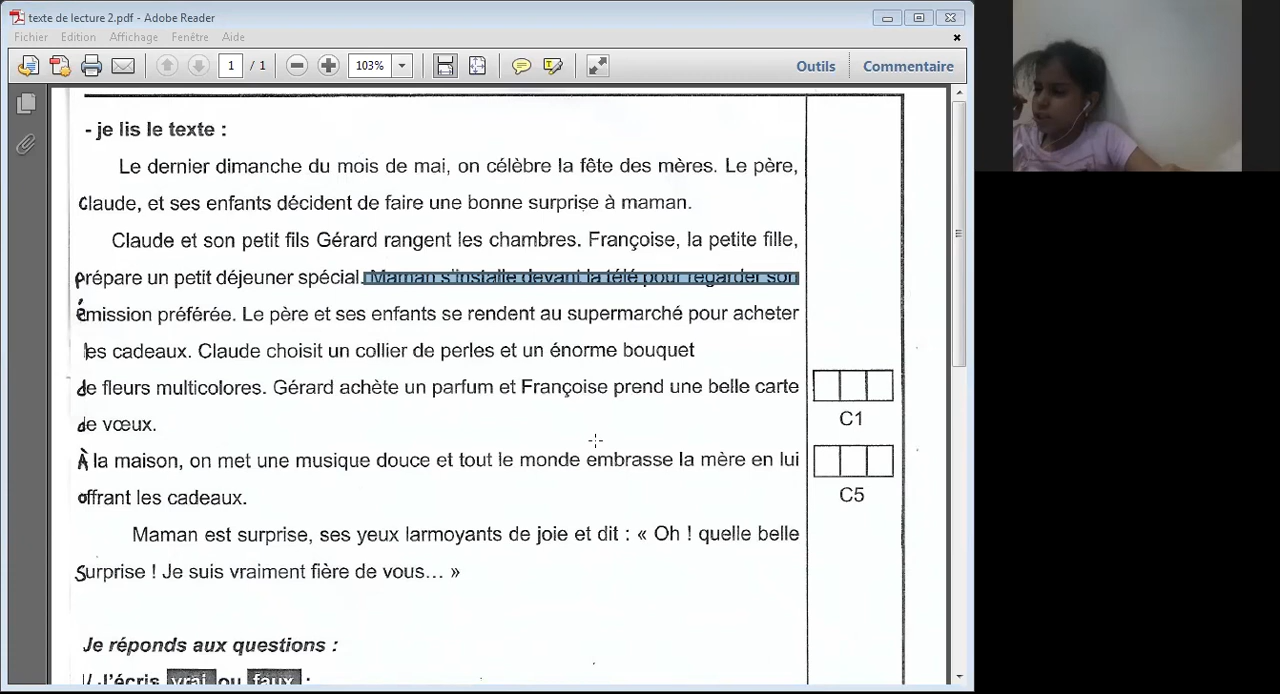 texte de lecture 2.pdf - Adobe Reader
Fichier Edition Affichage Fenêtre Aide
1 / 1 103% Outils Commentaire
- je lis le texte :
Le dernier dimanche du mois de mai, on célèbre la fête des mères. Le père,
Claude, et ses enfants décident de faire une bonne surprise à maman.
Claude et son petit fils Gérard rangent les chambres. Françoise, la petite fille,
prépare un petit déjeuner spécial. Maman s'installe devant la télé pour regarder son
émission préférée. Le père et ses enfants se rendent au supermarché pour acheter
les cadeaux. Claude choisit un collier de perles et un énorme bouquet
de fleurs multicolores. Gérard achète un parfum et Françoise prend une belle carte
de vœux.
À la maison, on met une musique douce et tout le monde embrasse la mère en lui
offrant les cadeaux.
Maman est surprise, ses yeux larmoyants de joie et dit : « Oh ! quelle belle
Surprise ! Je suis vraiment fière de vous… »
C1
C5
Je réponds aux questions :
1/ J'écris vrai ou faux :